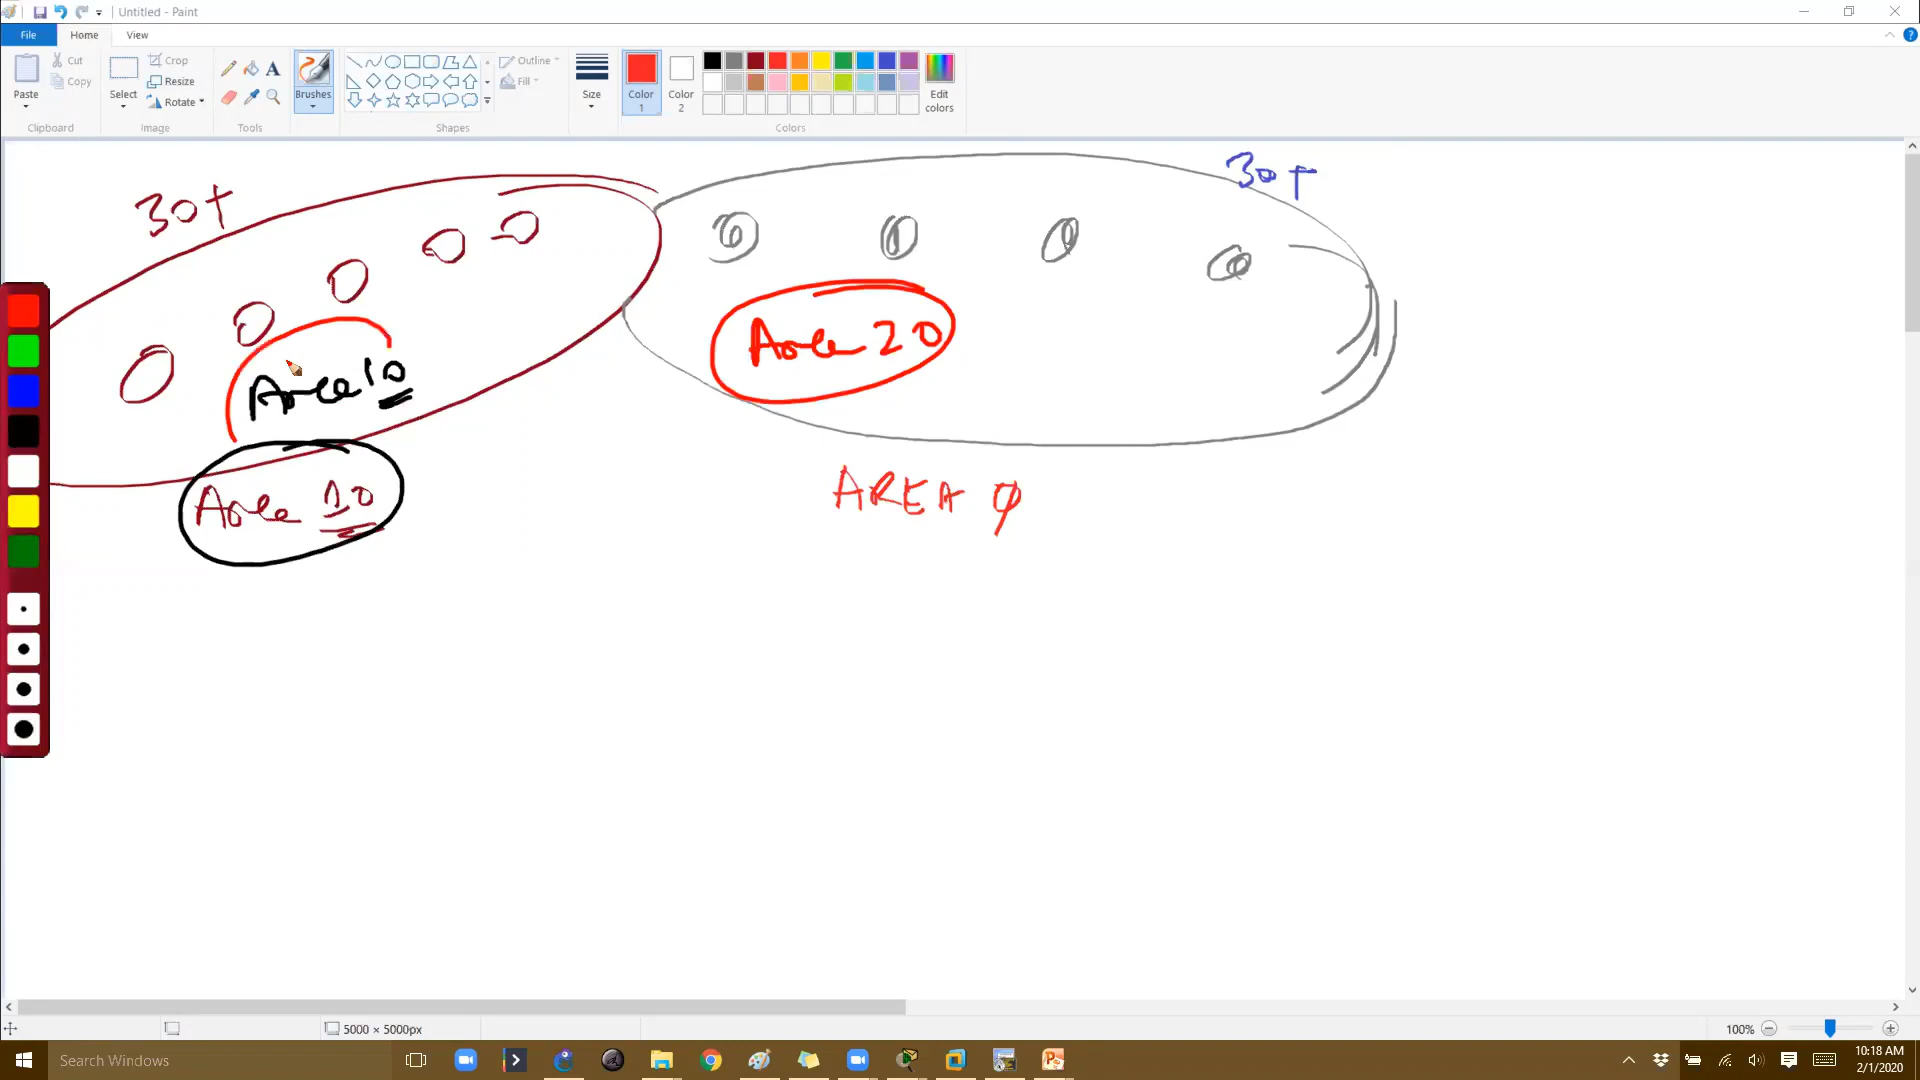 Untitled - Paint
File Home View
Paste
Cut
Copy
Clipboard
Select
Crop
Resize
Rotate
Image
Tools
Brushes
Shapes
Outline
Fill
Size
Color 1
Color 2
Edit colors
Colors
30+
30+
Area 20
Area 10
Area 10
AREA 0
5000 × 5000px
100%
Search Windows
10:18 AM
2/1/2020